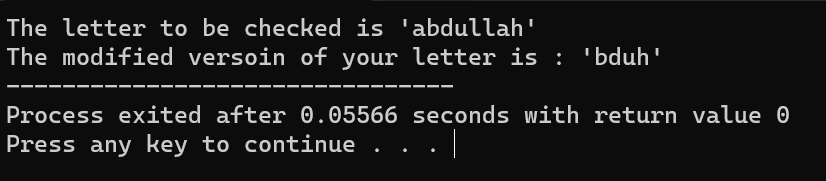 The letter to be checked is 'abdullah'
The modified versoin of your letter is : 'bduh'
--------------------------------
Process exited after 0.05566 seconds with return value 0
Press any key to continue . . .